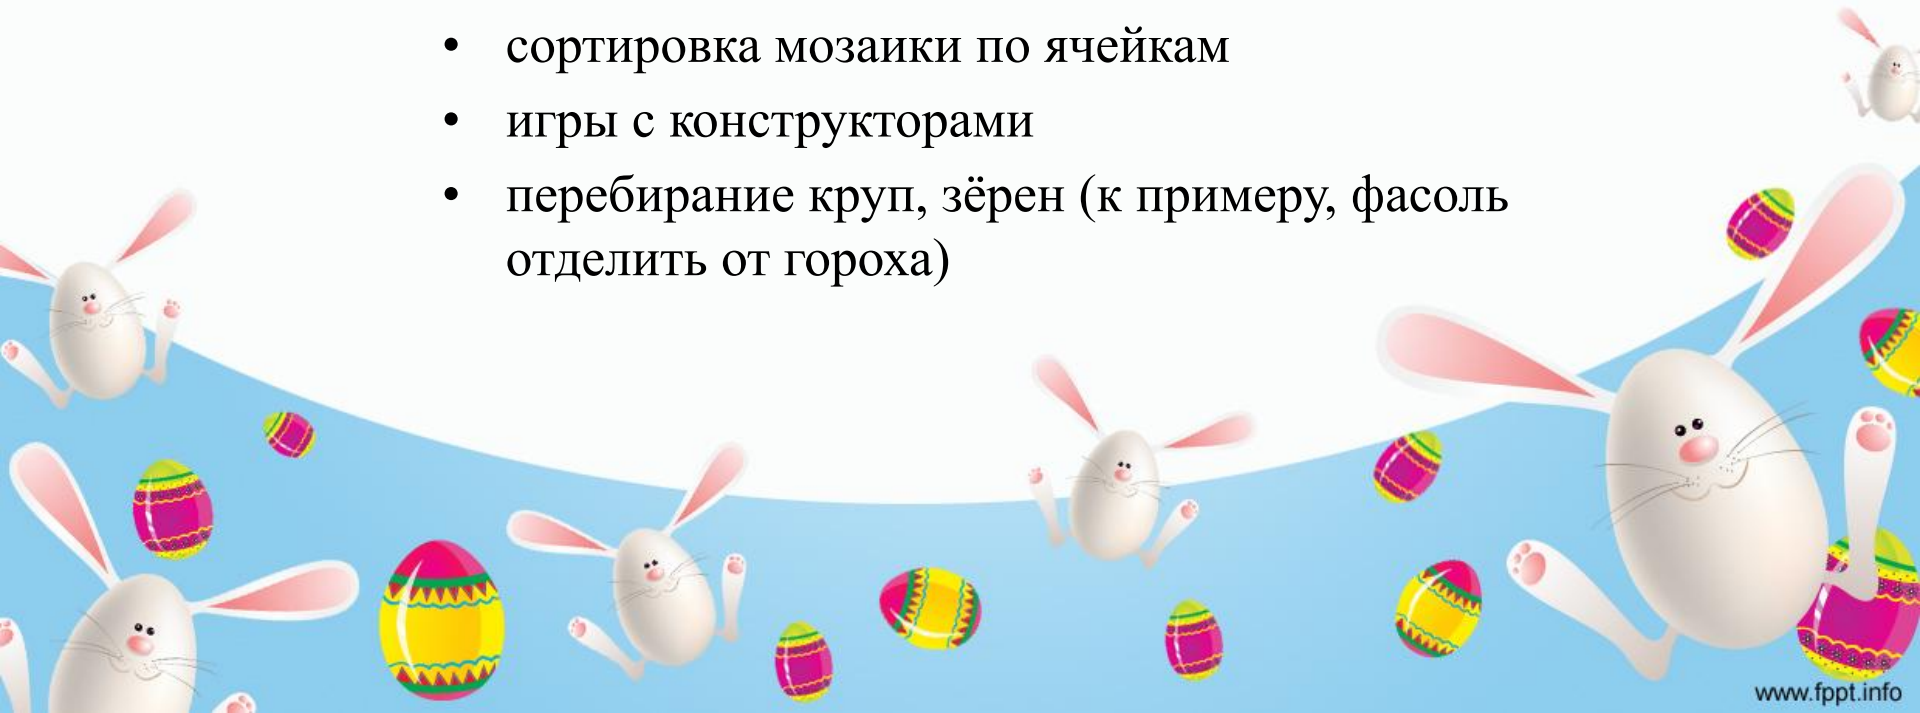 • сортировка мозаики по ячейкам
• игры с конструкторами
• перебирание круп, зёрен (к примеру, фасоль
отделить от гороха)
www.fppt.info